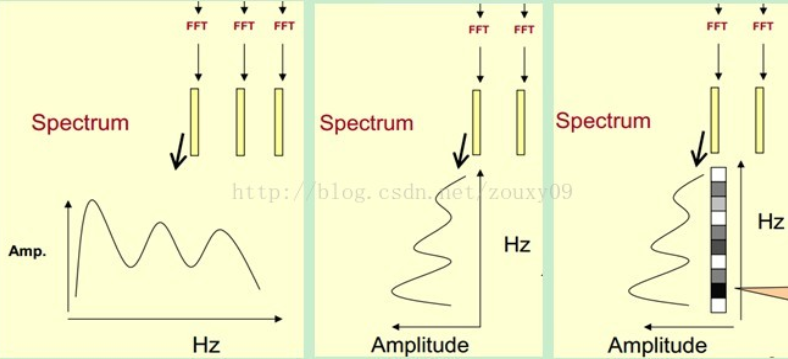 FFT FFT FFT
Spectrum
Amp.
Hz
FFT FFT
Spectrum
Hz
Amplitude
FFT FFT
Spectrum
Hz
Amplitude
http://blog.csdn.net/zouxy09